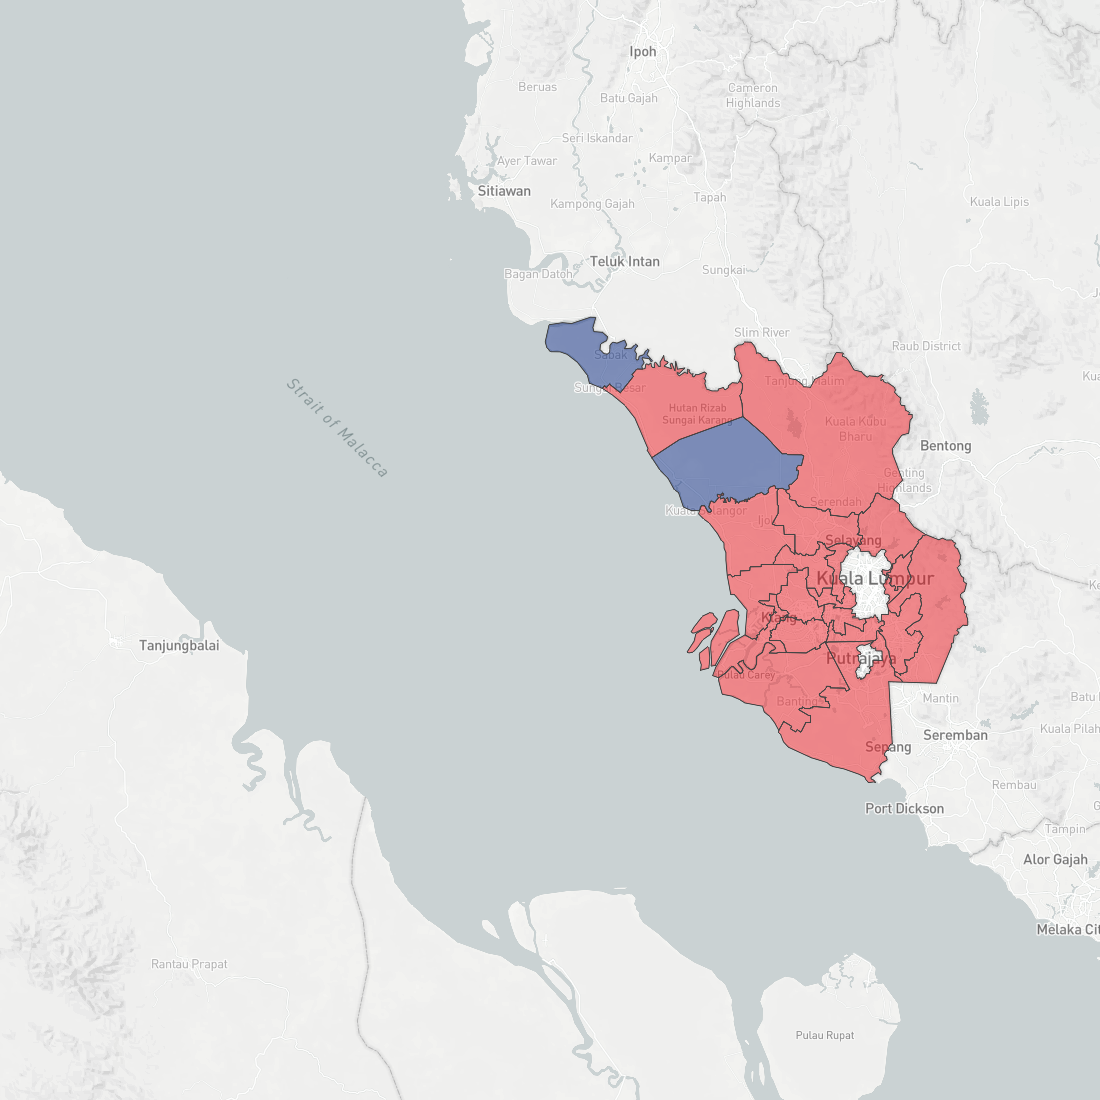 Ipoh
Beruas
Cameron
Highlands
Batu Gajah
Seri Iskandar
Ayer Tawar
Kampar
Sitiawan
Tapah
Kampong Gajah
Kuala Lipis
Teluk Intan
Bagan Datoh
Sungkai
Slim River
Raub District
Sabak
Sungai Besar
Tanjung Malim
Hutan Rizab
Sungai Karang
Kuala Kubu
Bharu
Bentong
Strait of Malacca
Genting
Highlands
Kuala Selangor
Serendah
Ijok
Selayang
Kuala Lumpur
Klang
Tanjungbalai
Putrajaya
Pulau Carey
Banting
Mantin
Seremban
Kuala Pilah
Sepang
Rembau
Port Dickson
Tampin
Alor Gajah
Melaka Cit
Rantau Prapat
Pulau Rupat